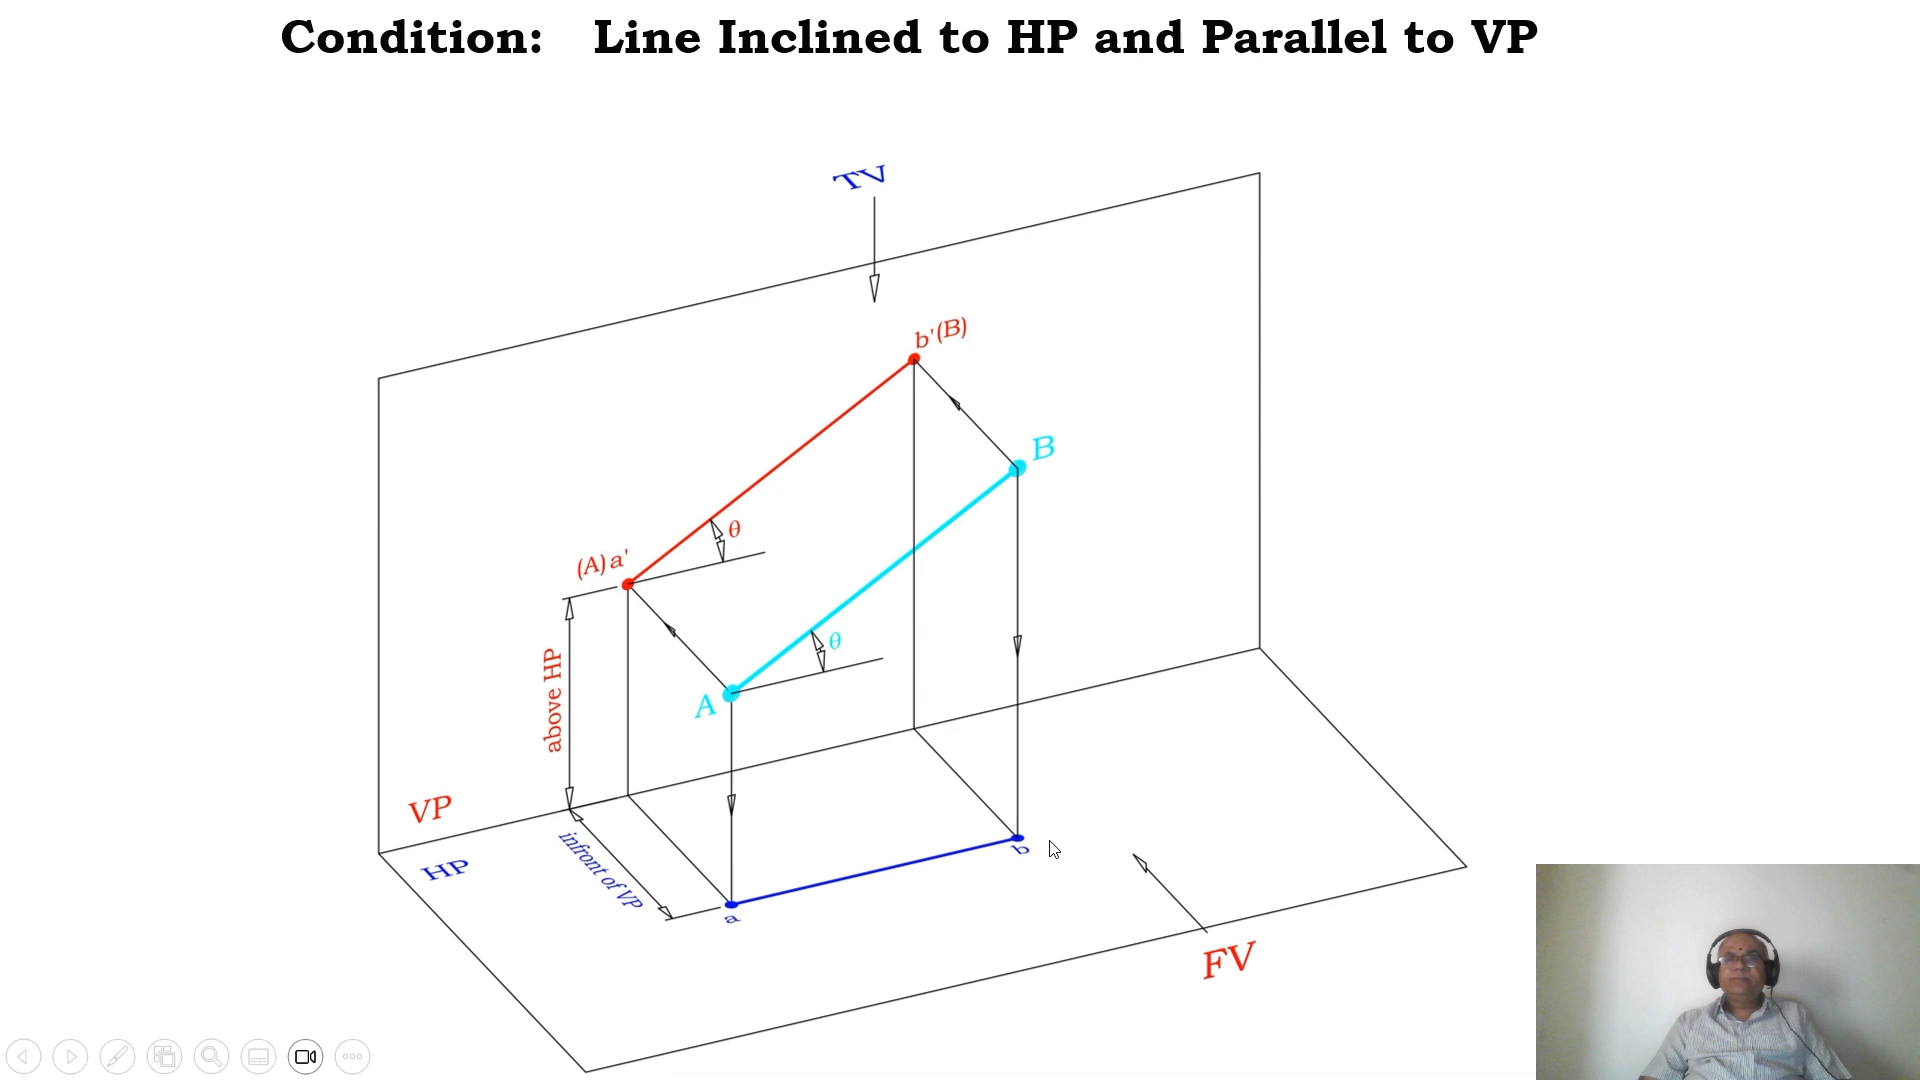 Condition: Line Inclined to HP and Parallel to VP
TV
b'(B)
B
θ
(A) a'
θ
A
above HP
VP
infront of VP
HP
b
a
FV